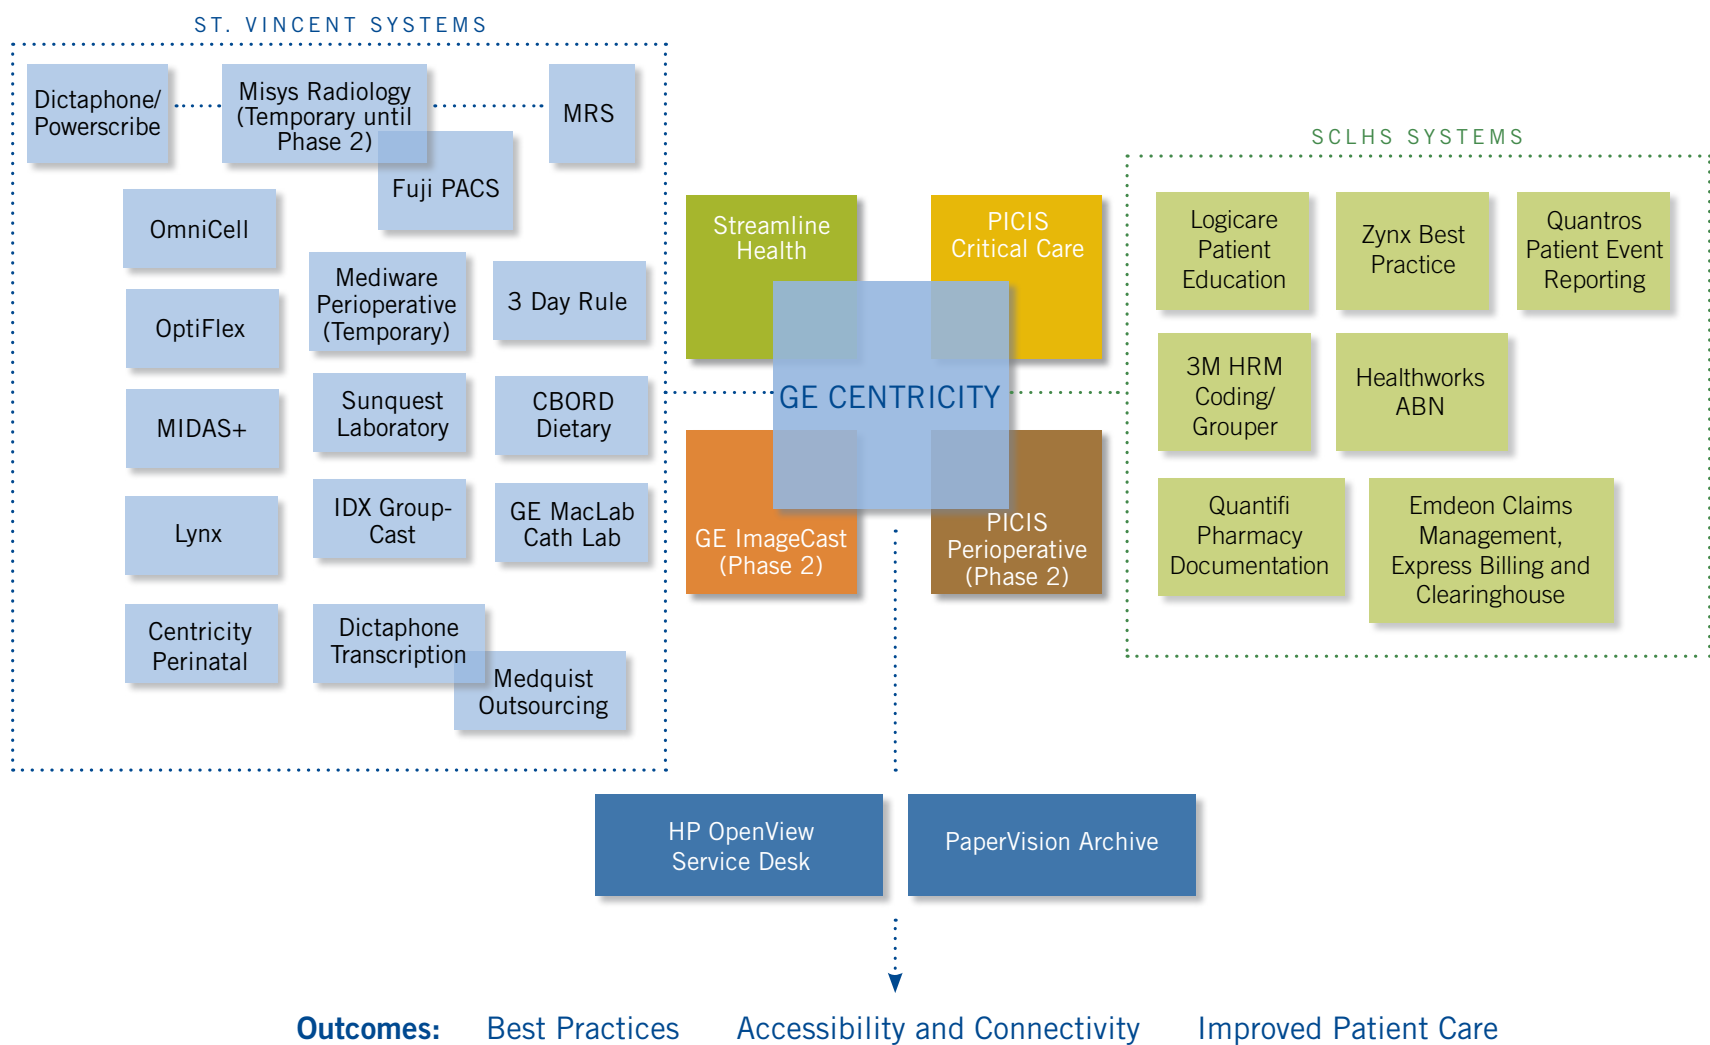 ST. VINCENT SYSTEMS
Dictaphone/
Powerscribe
Misys Radiology
(Temporary until
Phase 2)
MRS
Fuji PACS
OmniCell
Mediware
Perioperative
(Temporary)
3 Day Rule
OptiFlex
MIDAS+
Sunquest
Laboratory
CBORD
Dietary
Lynx
IDX Group-
Cast
GE MacLab
Cath Lab
Centricity
Perinatal
Dictaphone
Transcription
Medquist
Outsourcing
Streamline
Health
PICIS
Critical Care
GE CENTRICITY
GE ImageCast
(Phase 2)
PICIS
Perioperative
(Phase 2)
SCLHS SYSTEMS
Logicare
Patient
Education
Zynx Best
Practice
Quantros
Patient Event
Reporting
3M HRM
Coding/
Grouper
Healthworks
ABN
Quantifi
Pharmacy
Documentation
Emdeon Claims
Management,
Express Billing and
Clearinghouse
HP OpenView
Service Desk
PaperVision Archive
Outcomes: Best Practices Accessibility and Connectivity Improved Patient Care